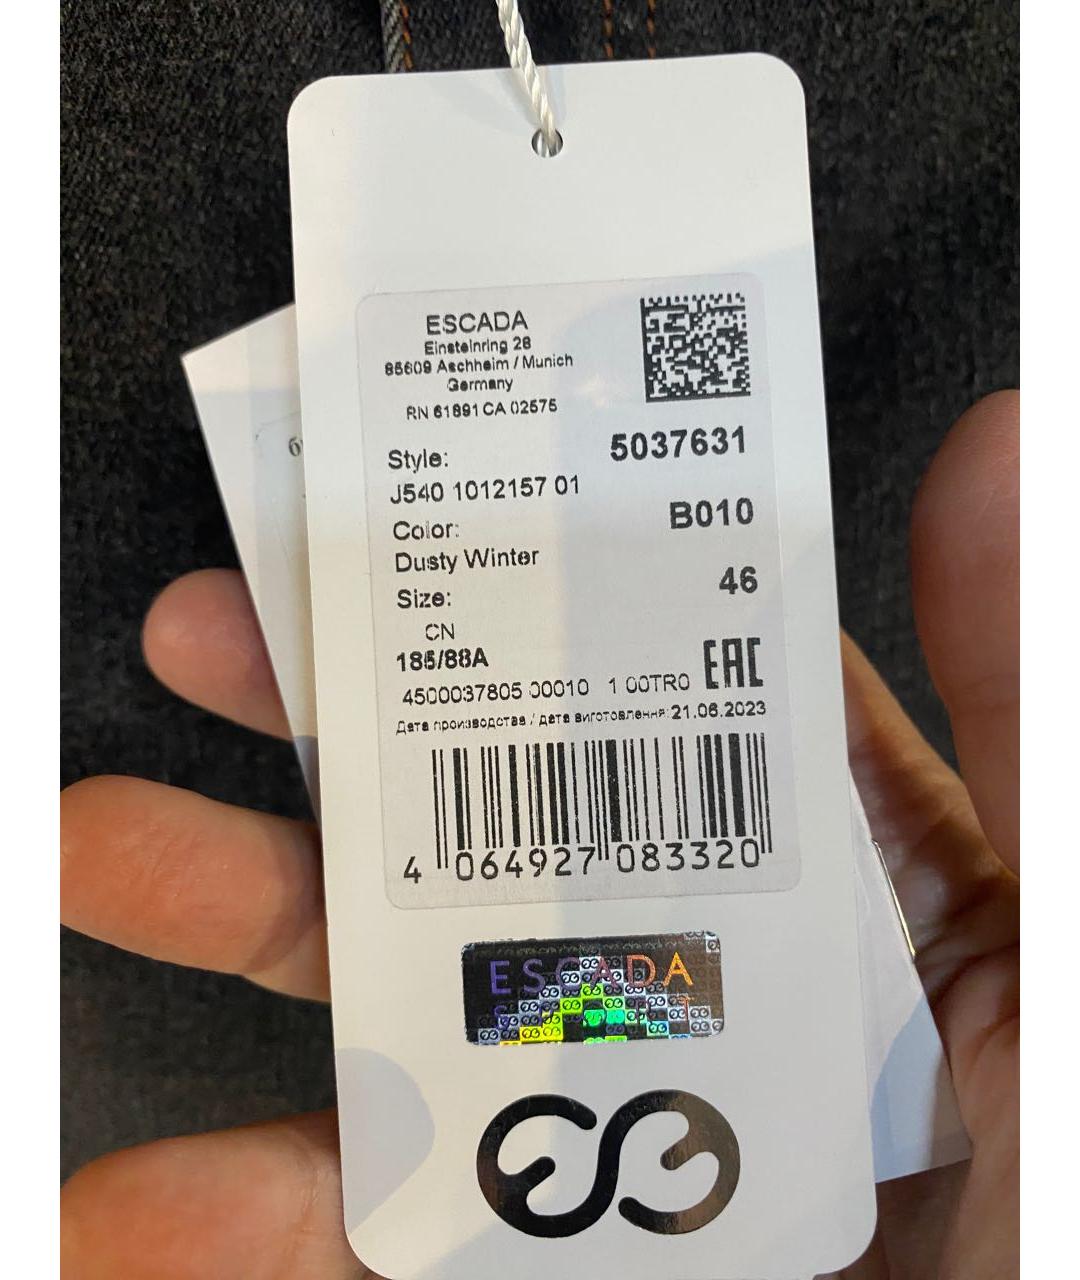 ESCADA
Einsteinring 28
85609 Aschheim / Munich
Germany
RN 61891 CA 02575
Style: 5037631
J540 1012157 01
Color: B010
Dusty Winter
Size: 46
CN
185/88A
EAC
4500037805 00010 1 00TR0
Дата производства / дата виготовлення: 21.06.2023
4 064927 083320
ESCADA
SPORT